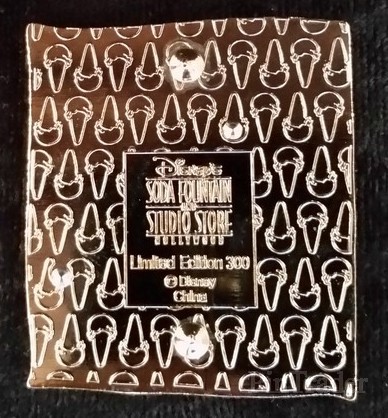 Disney's
SODA FOUNTAIN
AND
STUDIO STORE
HOLLYWOOD
Limited Edition 300
© Disney
China